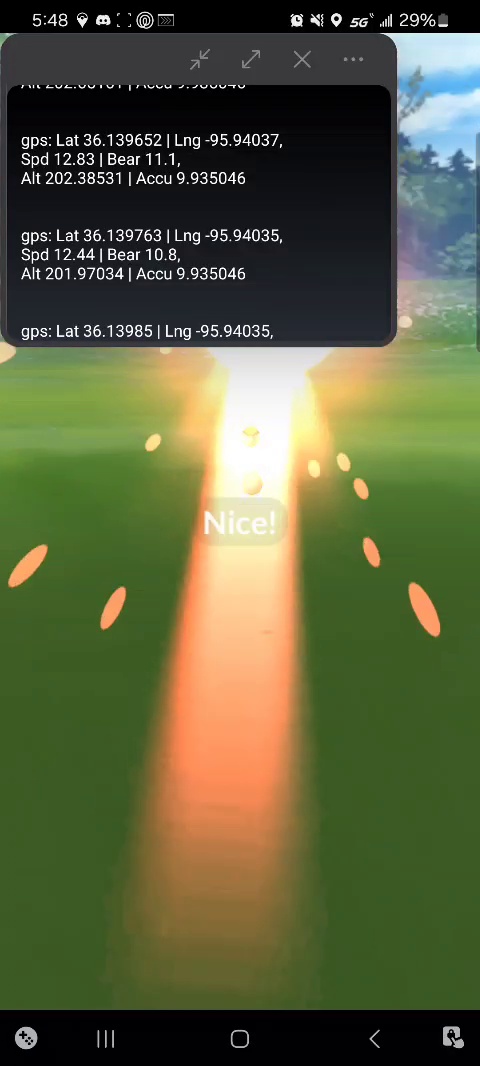 5:48
5G
29%
gps: Lat 36.139652 | Lng -95.94037,
Spd 12.83 | Bear 11.1,
Alt 202.38531 | Accu 9.935046
gps: Lat 36.139763 | Lng -95.94035,
Spd 12.44 | Bear 10.8,
Alt 201.97034 | Accu 9.935046
gps: Lat 36.13985 | Lng -95.94035,
Nice!